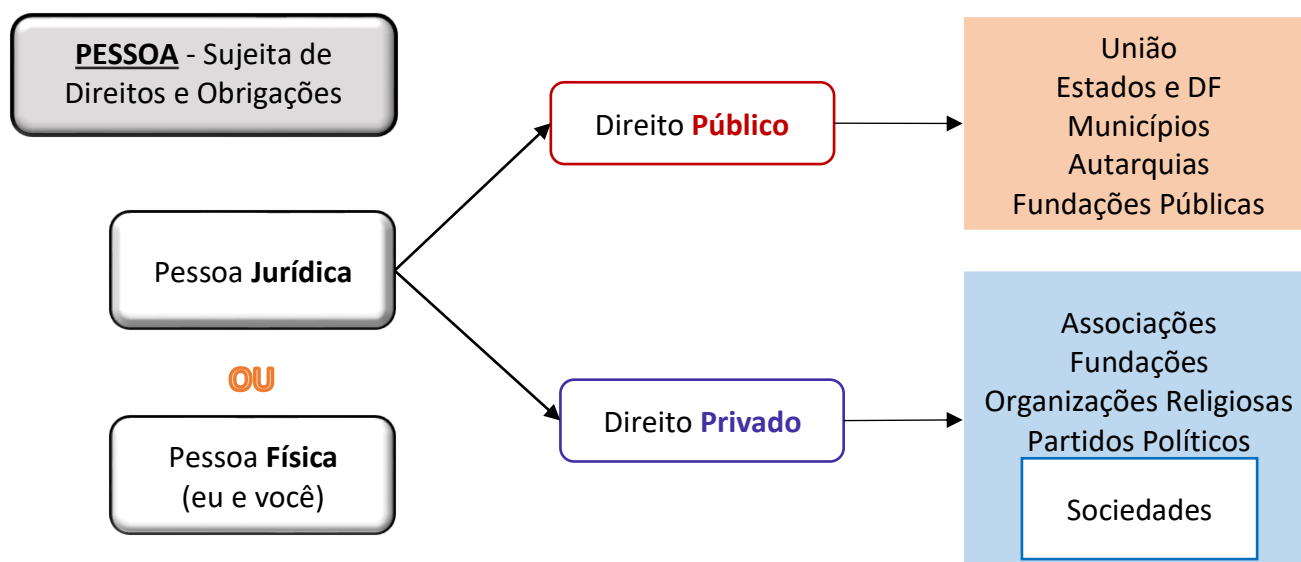 PESSOA - Sujeita de
Direitos e Obrigações
Pessoa Jurídica
OU
Pessoa Física
(eu e você)
Direito Público
Direito Privado
União
Estados e DF
Municípios
Autarquias
Fundações Públicas
Associações
Fundações
Organizações Religiosas
Partidos Políticos
Sociedades